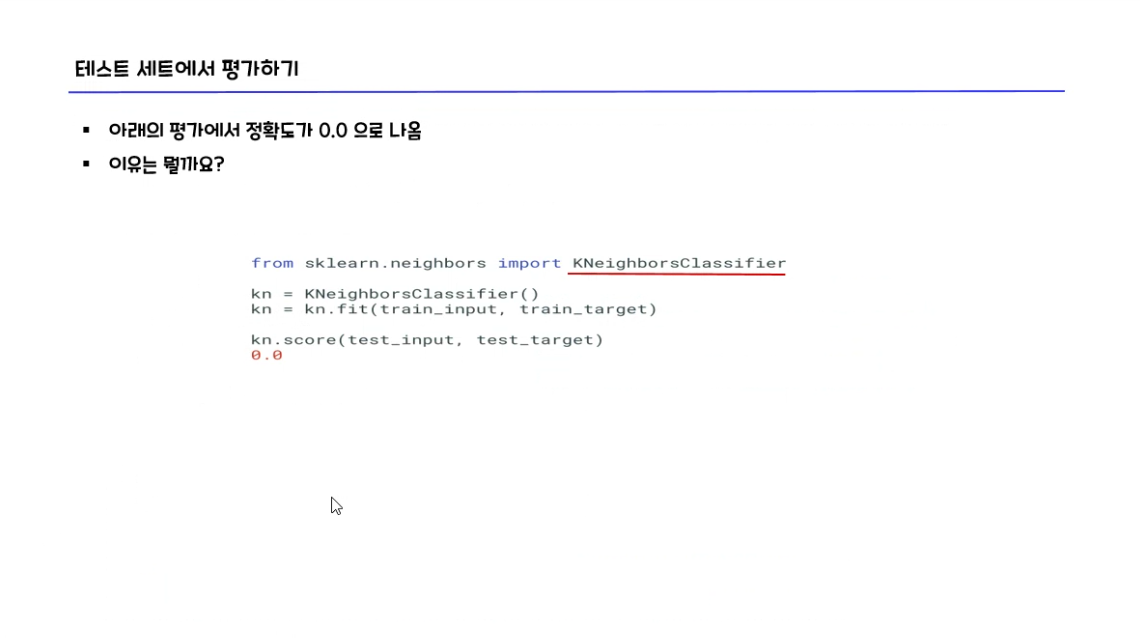 테스트 세트에서 평가하기
▪ 아래의 평가에서 정확도가 0.0 으로 나옴
▪ 이유는 뭘까요?
from sklearn.neighbors import KNeighborsClassifier
kn = KNeighborsClassifier()
kn = kn.fit(train_input, train_target)
kn.score(test_input, test_target)
0.0